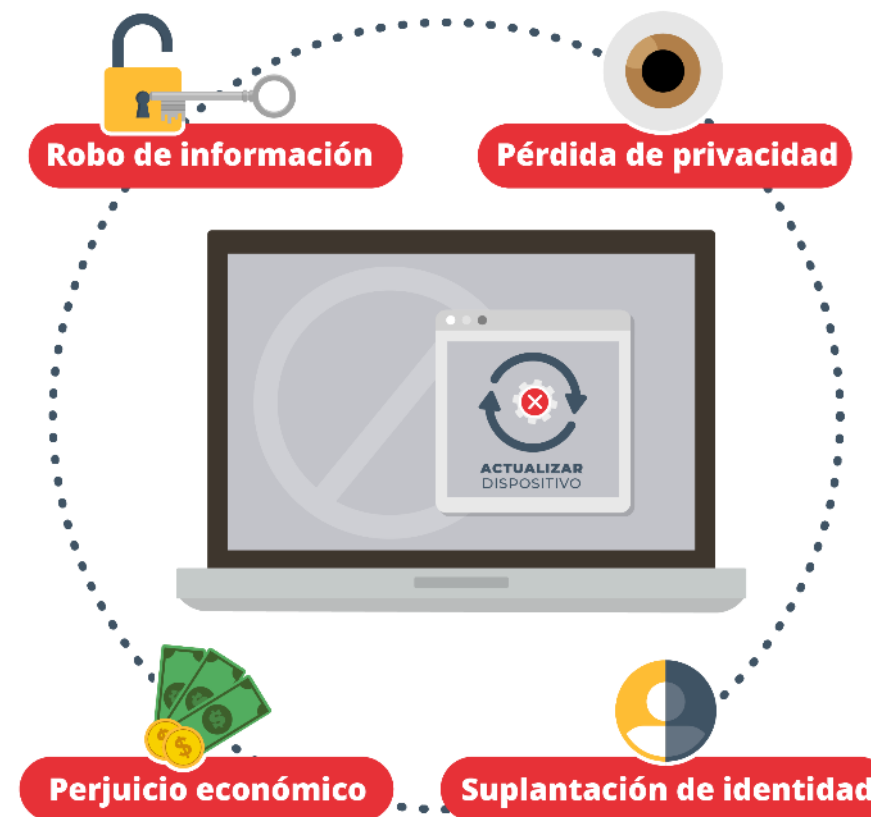 Robo de información
Pérdida de privacidad
ACTUALIZAR
DISPOSITIVO
Perjuicio económico
Suplantación de identidad